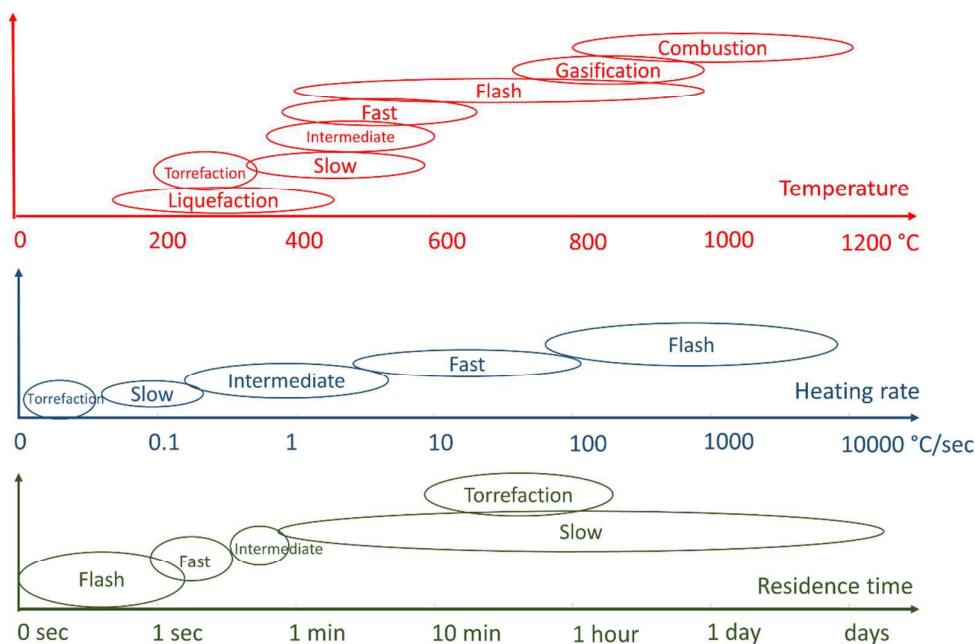 Combustion
Gasification
Flash
Fast
Intermediate
Torrefaction
Slow
Liquefaction
Temperature
0 200 400 600 800 1000 1200 °C
Flash
Fast
Intermediate
Torrefaction Slow
Heating rate
0 0.1 1 10 100 1000 10000 °C/sec
Torrefaction
Slow
Intermediate
Fast
Flash
Residence time
0 sec 1 sec 1 min 10 min 1 hour 1 day days